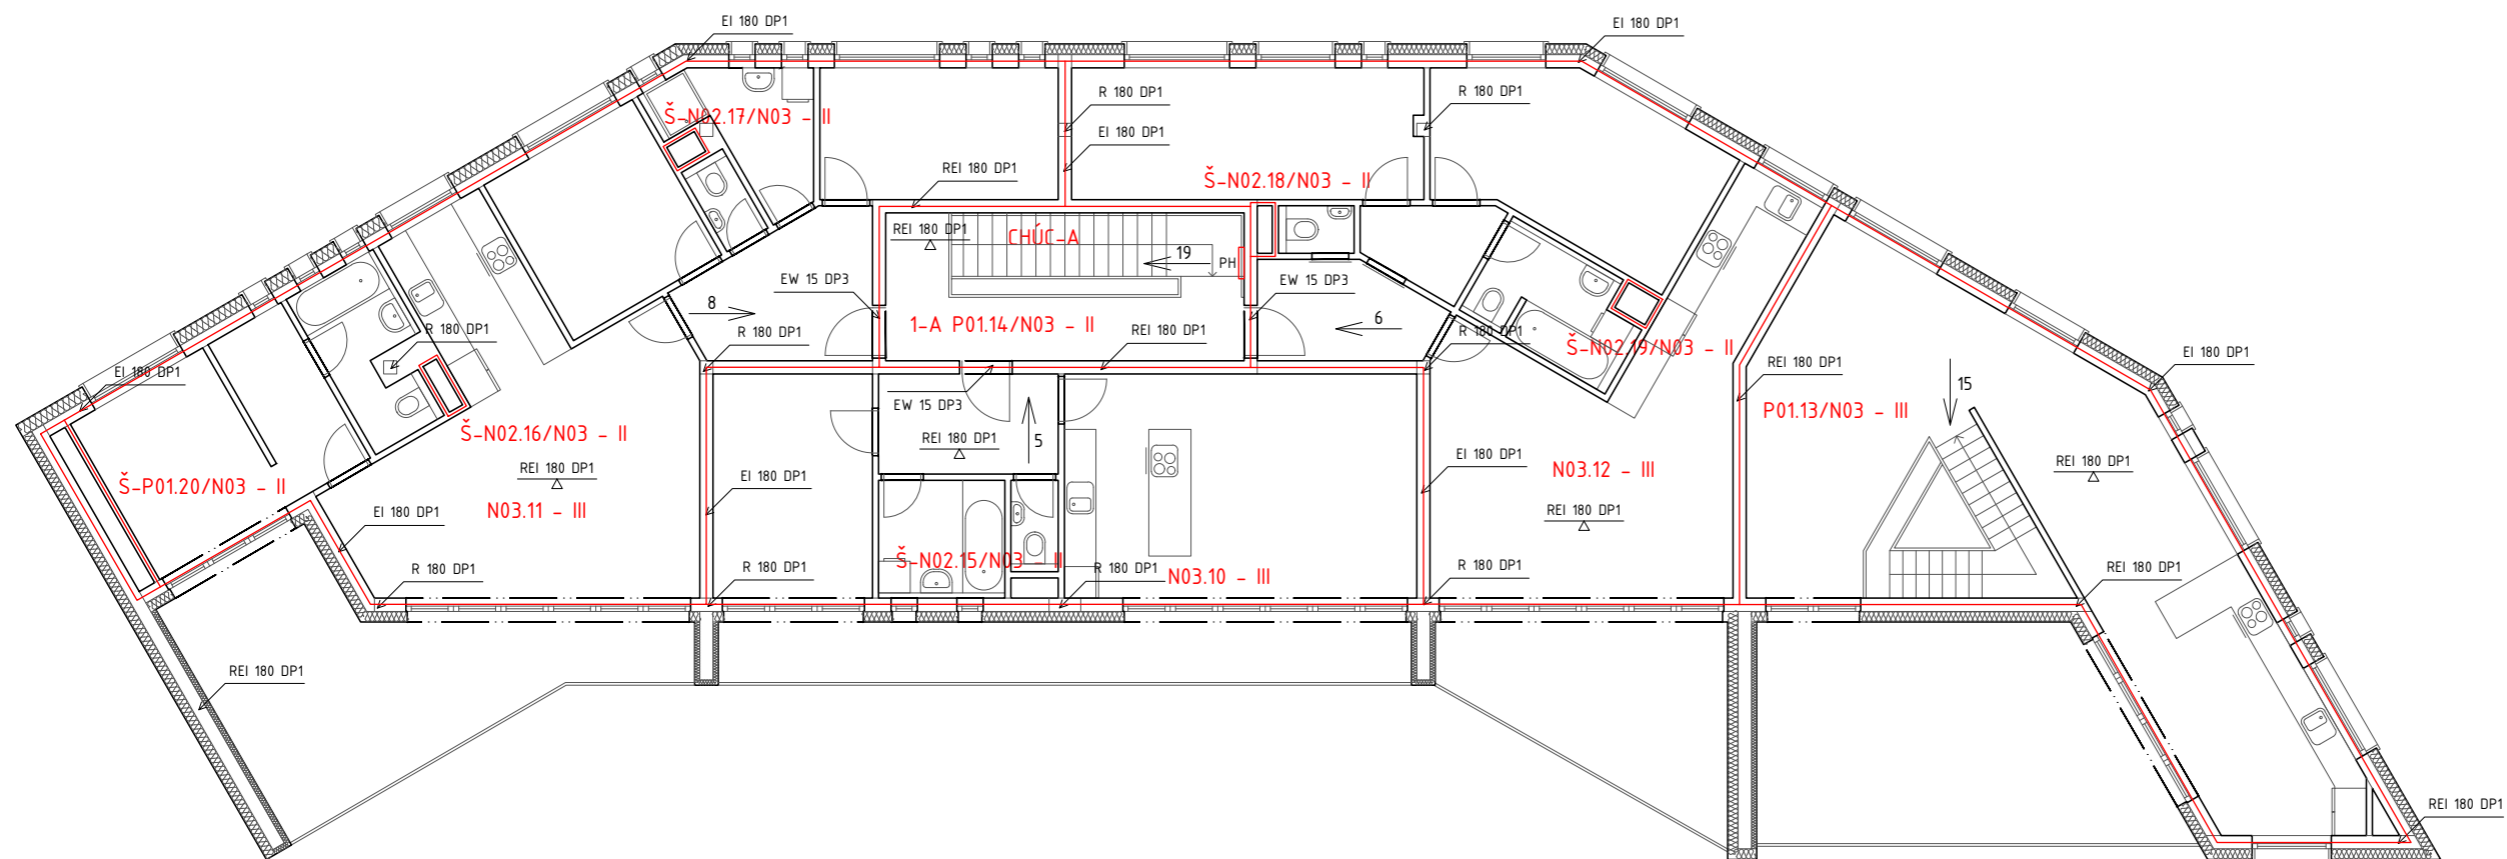 EI 180 DP1
EI 180 DP1
R 180 DP1
R 180 DP1
Š-N02.17/N03 - II
EI 180 DP1
REI 180 DP1
Š-N02.18/N03 - II
REI 180 DP1
CHÚC-A
19
PH
EW 15 DP3
EW 15 DP3
8
6
1-A P01.14/N03 - II
R 180 DP1
R 180 DP1
REI 180 DP1
R 180 DP1
Š-N02.19/N03 - II
EI 180 DP1
EI 180 DP1
REI 180 DP1
15
EW 15 DP3
P01.13/N03 - III
Š-N02.16/N03 - II
REI 180 DP1
5
REI 180 DP1
EI 180 DP1
N03.12 - III
REI 180 DP1
EI 180 DP1
Š-P01.20/N03 - II
N03.11 - III
EI 180 DP1
REI 180 DP1
Š-N02.15/N03 - II
R 180 DP1
R 180 DP1
R 180 DP1
N03.10 - III
R 180 DP1
REI 180 DP1
REI 180 DP1
REI 180 DP1